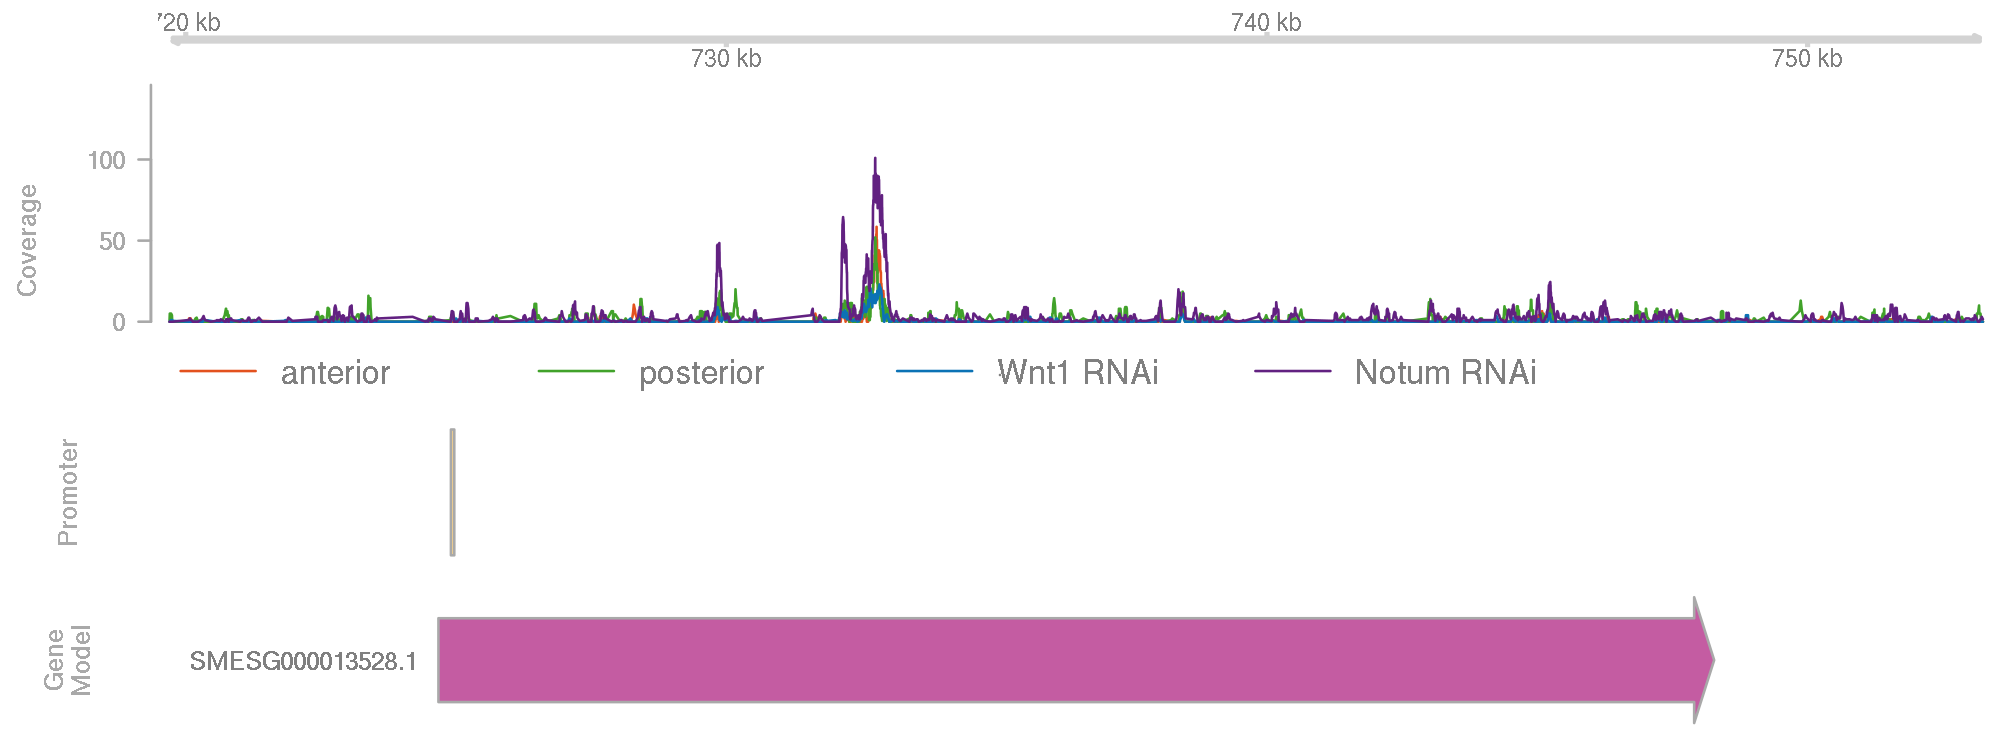 720 kb
740 kb
730 kb
750 kb
Coverage
100
50
0
anterior posterior Wnt1 RNAi Notum RNAi
Promoter
Gene
Model
SMESG000013528.1